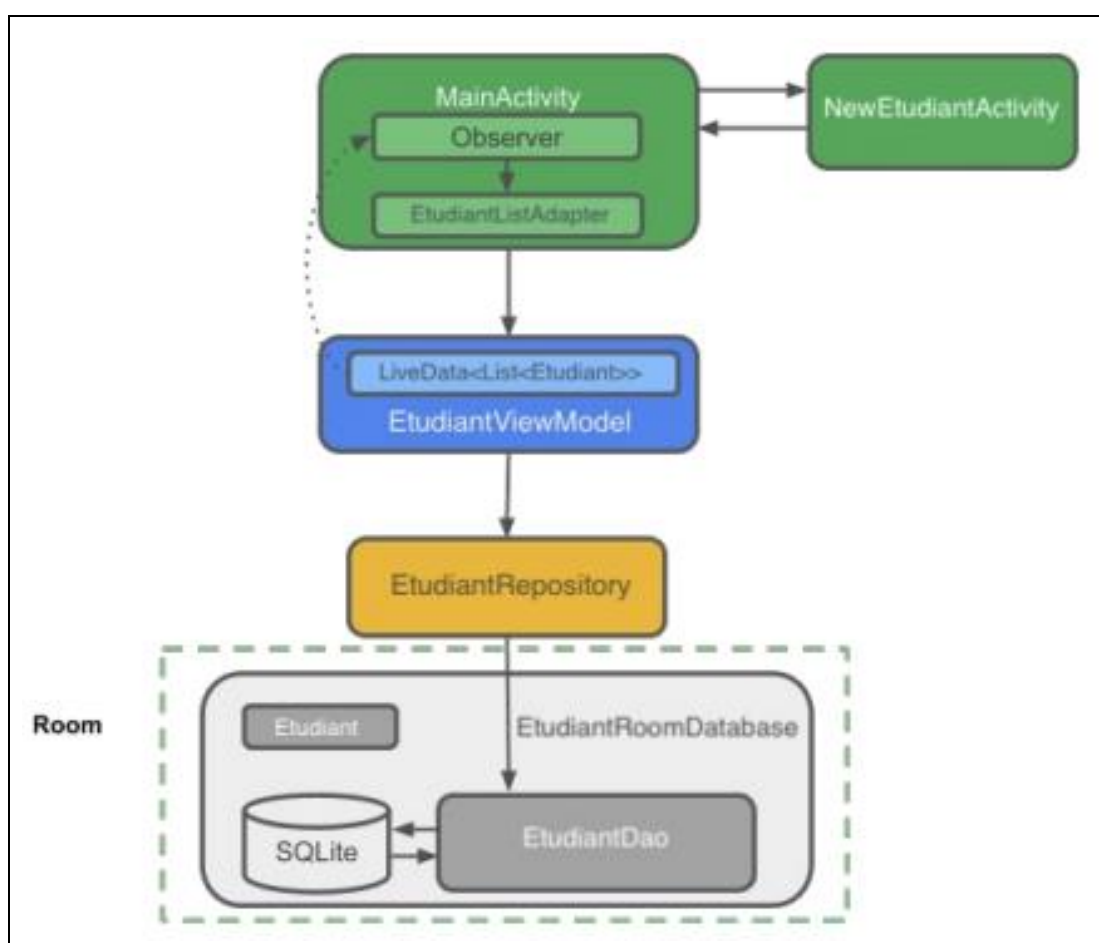 MainActivity
NewEtudiantActivity
Observer
EtudiantListAdapter
LiveData<List<Etudiant>>
EtudiantViewModel
EtudiantRepository
Room
Etudiant
EtudiantRoomDatabase
EtudiantDao
SQLite